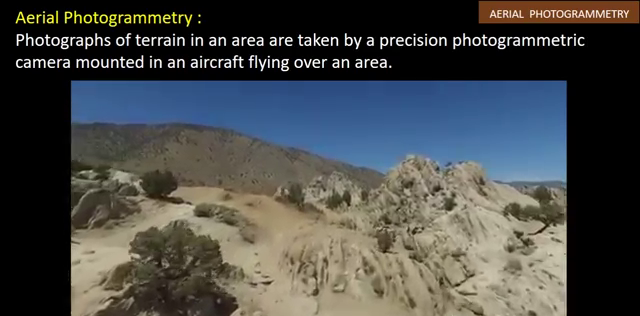 AERIAL PHOTOGRAMMETRY
Aerial Photogrammetry :
Photographs of terrain in an area are taken by a precision photogrammetric
camera mounted in an aircraft flying over an area.